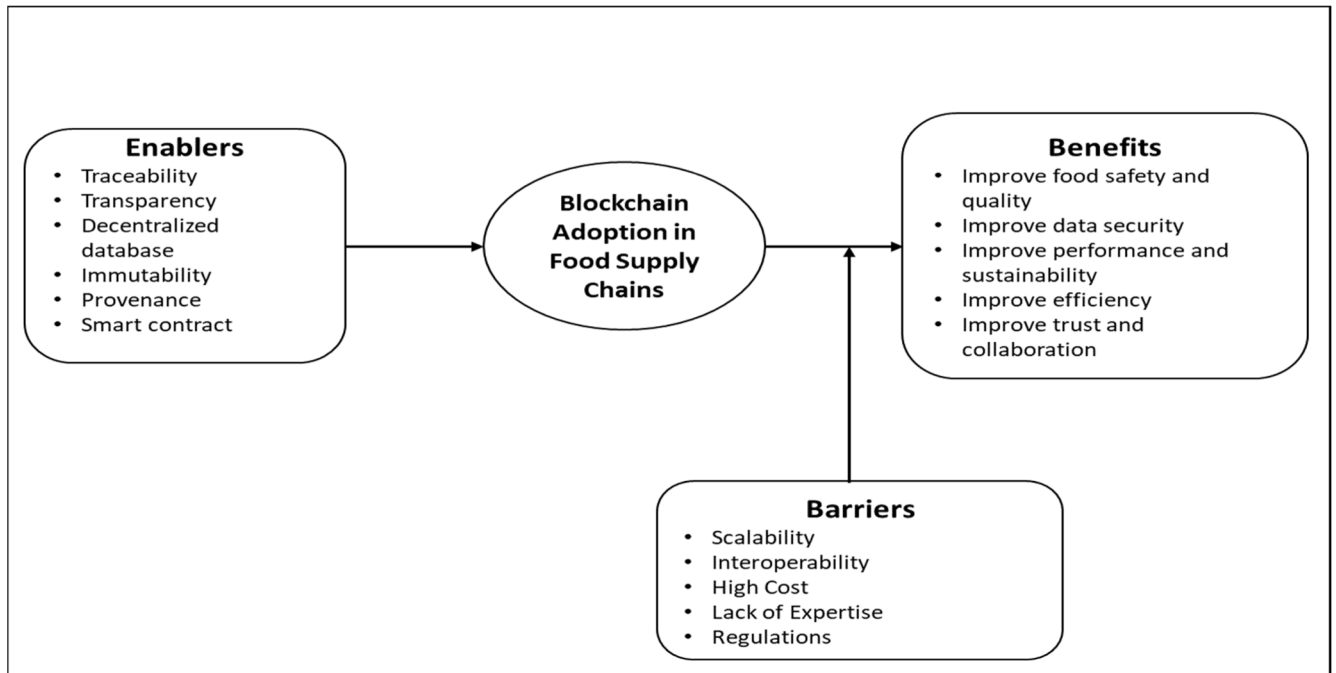 Enablers
• Traceability
• Transparency
• Decentralized
database
• Immutability
• Provenance
• Smart contract
Blockchain
Adoption in
Food Supply
Chains
Benefits
• Improve food safety and
quality
• Improve data security
• Improve performance and
sustainability
• Improve efficiency
• Improve trust and
collaboration
Barriers
• Scalability
• Interoperability
• High Cost
• Lack of Expertise
• Regulations